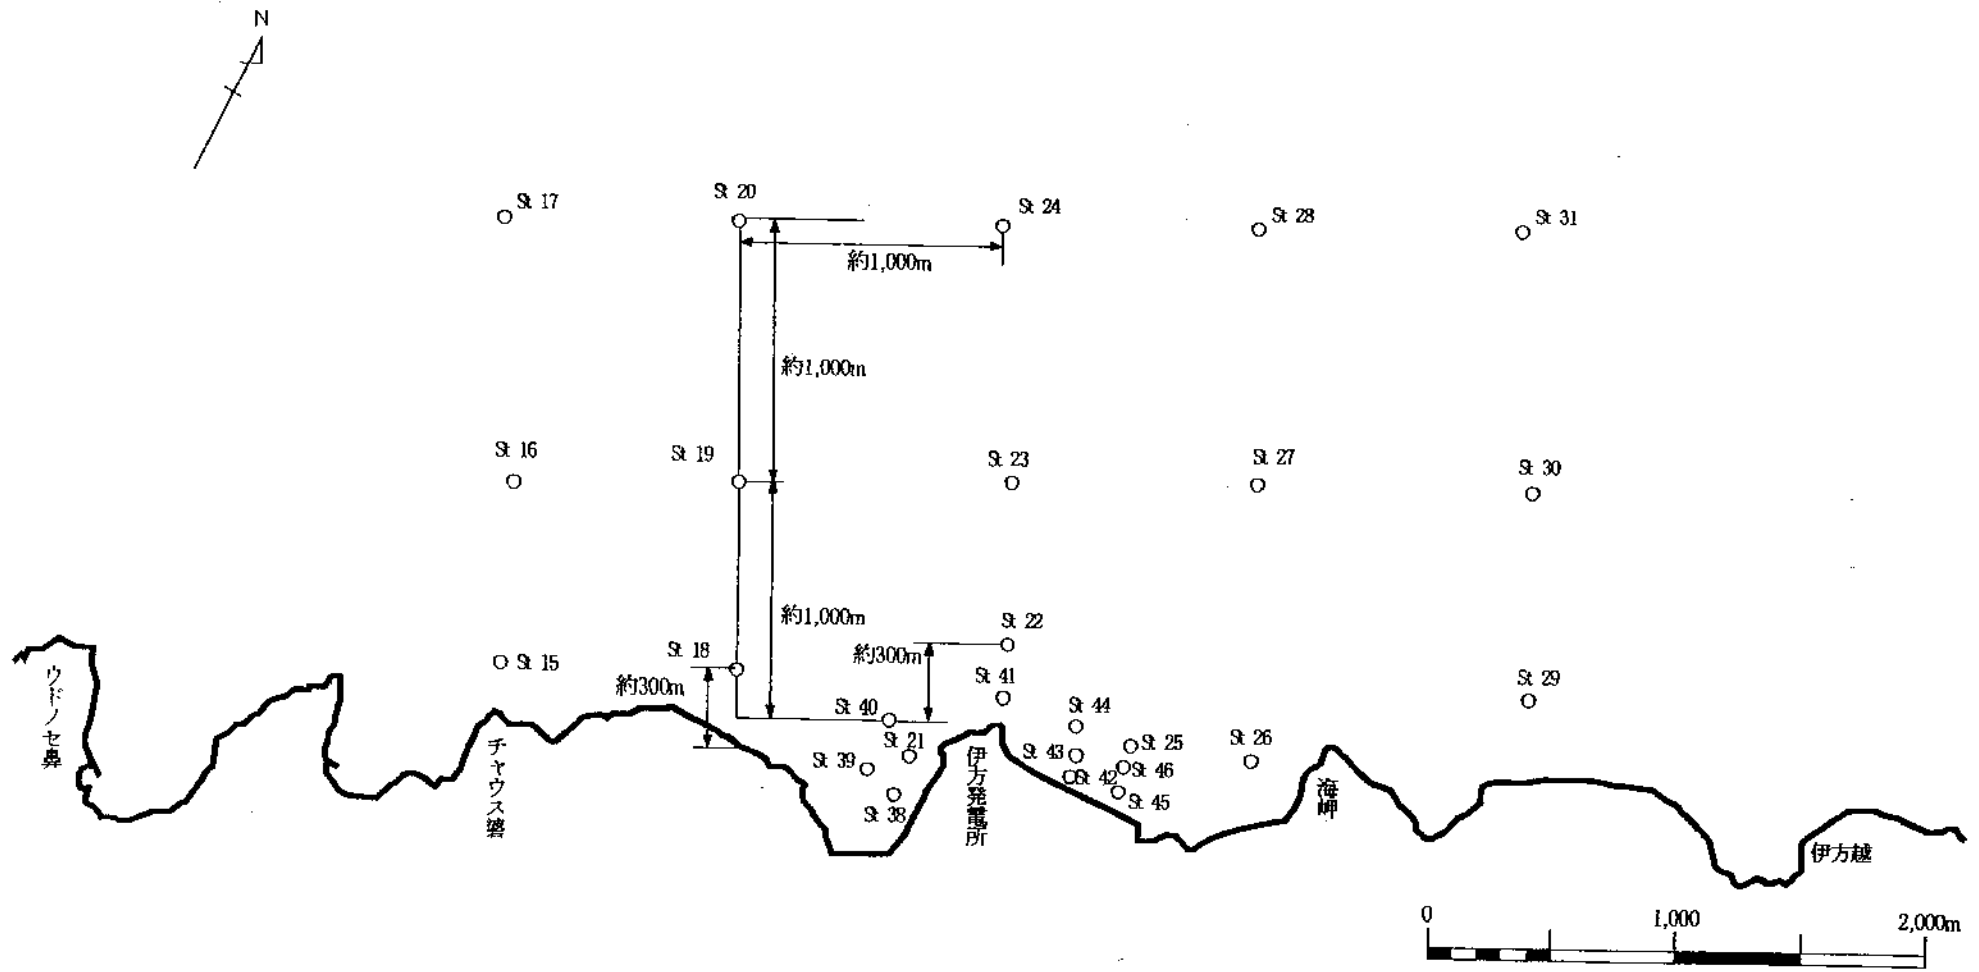 N
St 17
St 20
St 24
St 28
St 31
約1,000m
約1,000m
St 16
St 19
St 23
St 27
St 30
約1,000m
St 22
St 15
St 18
約300m
約300m
St 41
St 29
St 40
St 44
St 21
St 43
St 25
St 26
St 39
St 42
St 46
St 38
St 45
ウドノセ鼻
チャウス碆
伊方発電所
海岬
伊方越
0
1,000
2,000m